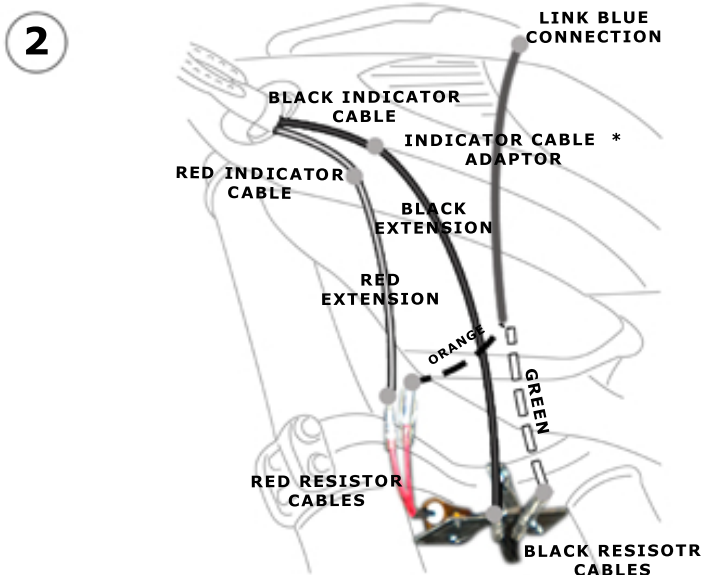 2
LINK BLUE
CONNECTION
BLACK INDICATOR
CABLE
INDICATOR CABLE *
ADAPTOR
RED INDICATOR
CABLE
BLACK
EXTENSION
RED
EXTENSION
ORANGE
GREEN
RED RESISTOR
CABLES
BLACK RESISOTR
CABLES